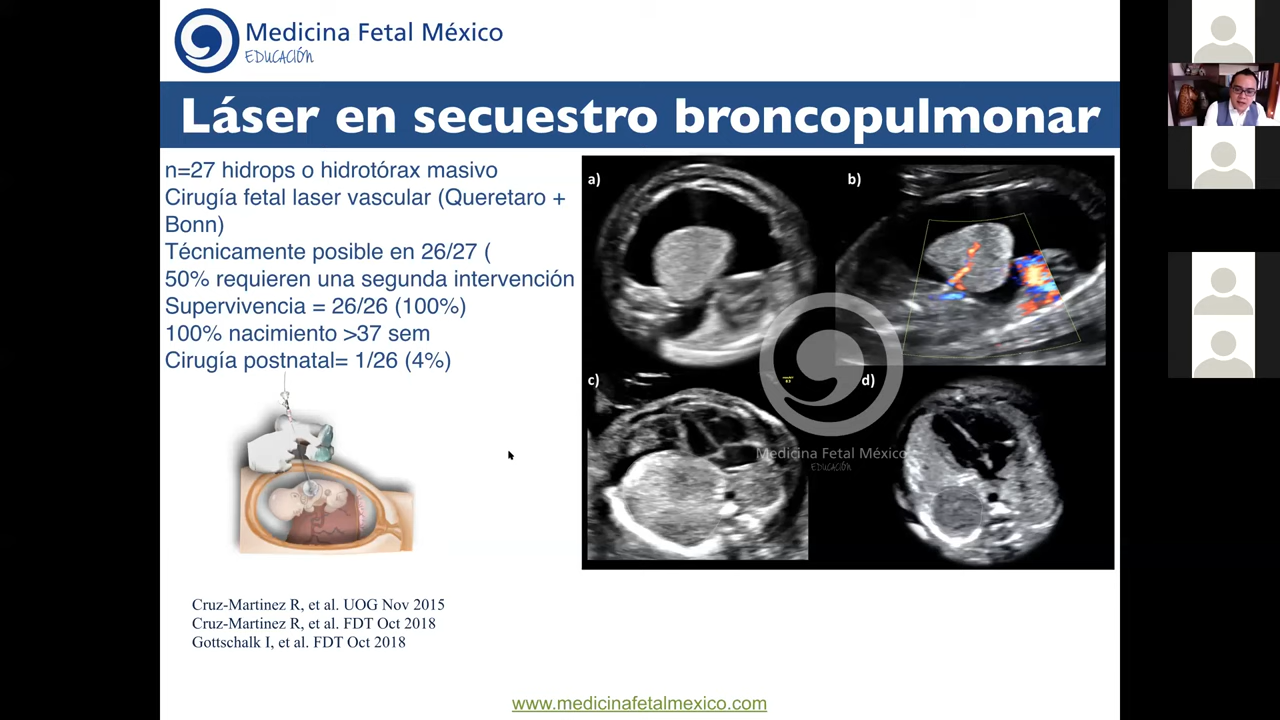 Medicina Fetal México
EDUCACIÓN
Láser en secuestro broncopulmonar
n=27 hidrops o hidrotórax masivo
Cirugía fetal laser vascular (Queretaro +
Bonn)
Técnicamente posible en 26/27 (
50% requieren una segunda intervención
Supervivencia = 26/26 (100%)
100% nacimiento >37 sem
Cirugía postnatal= 1/26 (4%)
a)
b)
c)
d)
Medicina Fetal México
EDUCACIÓN
Cruz-Martinez R, et al. UOG Nov 2015
Cruz-Martinez R, et al. FDT Oct 2018
Gottschalk I, et al. FDT Oct 2018
www.medicinafetalmexico.com